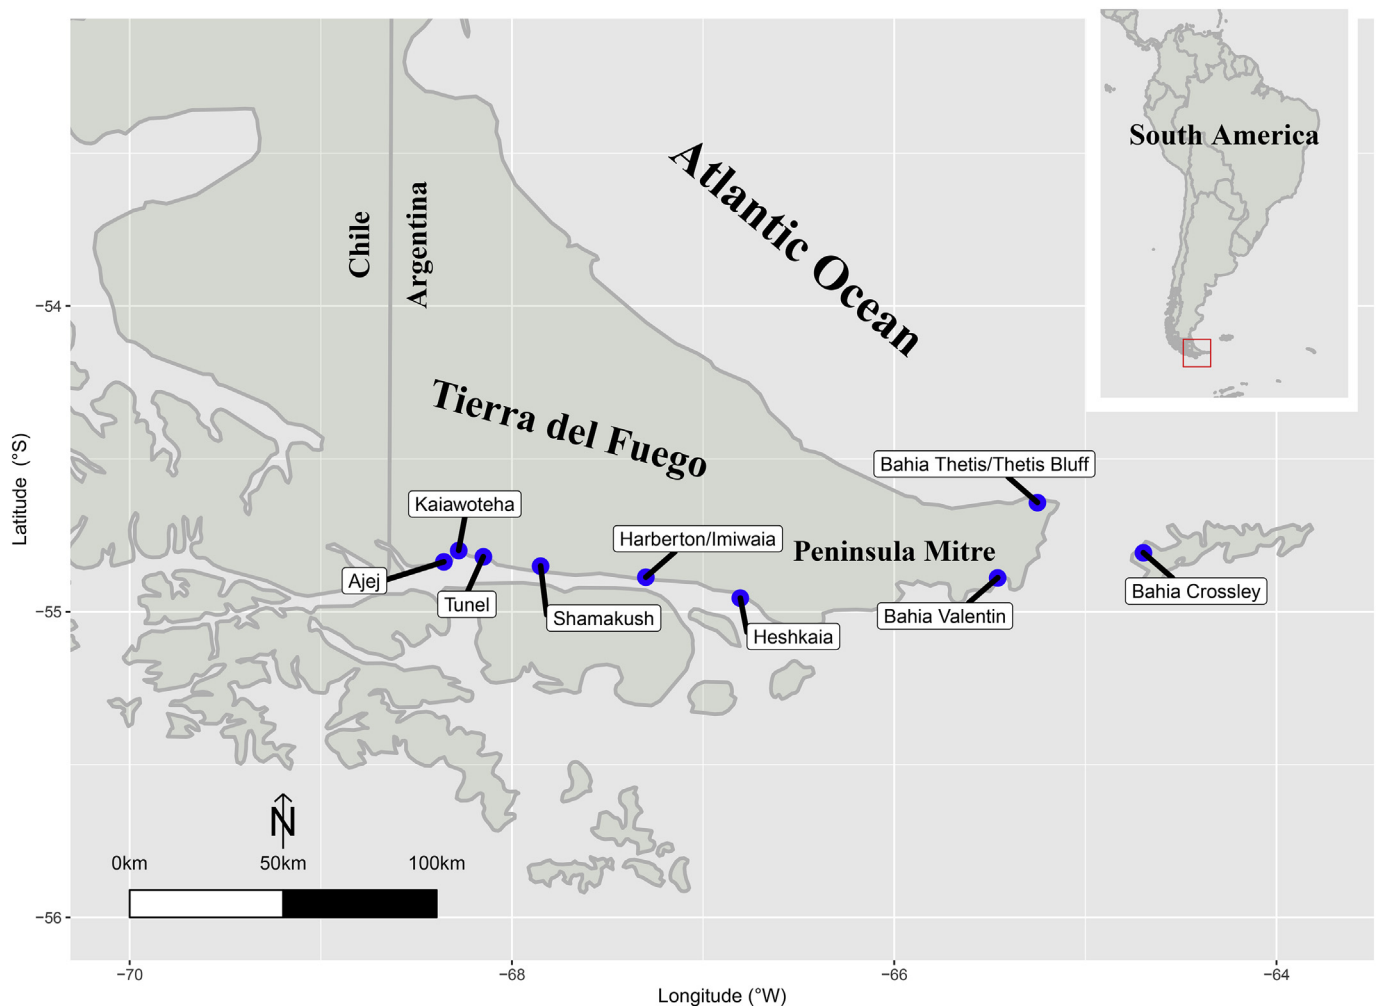 South America
Atlantic Ocean
Chile
Argentina
−54
Tierra del Fuego
Latitude (°S)
Bahia Thetis/Thetis Bluff
Kaiawoteha
Harberton/Imiwaia
Peninsula Mitre
Ajej
Bahia Crossley
Tunel
−55
Shamakush
Bahia Valentin
Heshkaia
N
0km 50km 100km
−56
−70 −68 −66 −64
Longitude (°W)